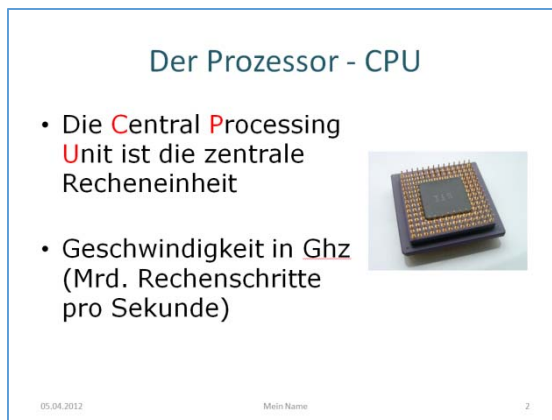 Der Prozessor - CPU
• Die Central Processing
Unit ist die zentrale
Recheneinheit
• Geschwindigkeit in Ghz
(Mrd. Rechenschritte
pro Sekunde)
05.04.2012 Mein Name 2